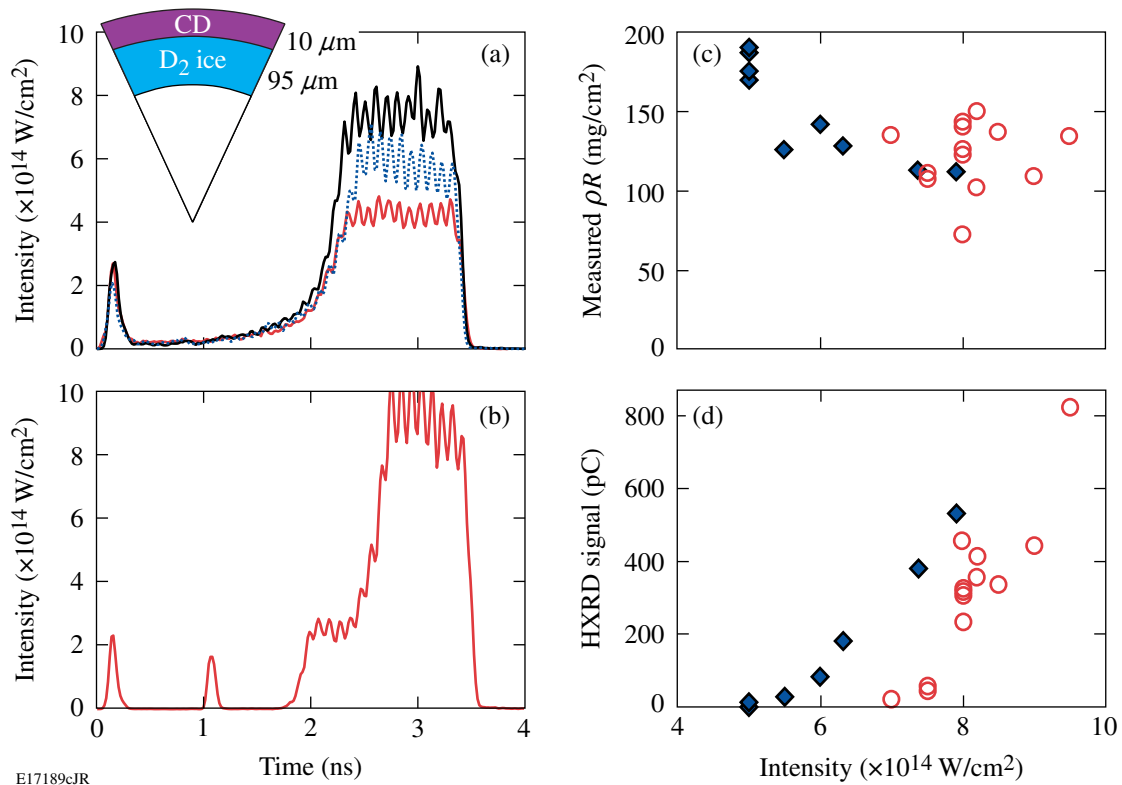 CD
10 μm
D2 ice
95 μm
(a)
Intensity (×10^14 W/cm^2)
10
8
6
4
2
0
(b)
Intensity (×10^14 W/cm^2)
10
8
6
4
2
0
0
1
2
3
4
Time (ns)
(c)
Measured ρR (mg/cm^2)
200
150
100
50
0
(d)
HXRD signal (pC)
800
600
400
200
0
4
6
8
10
Intensity (×10^14 W/cm^2)
E17189cJR